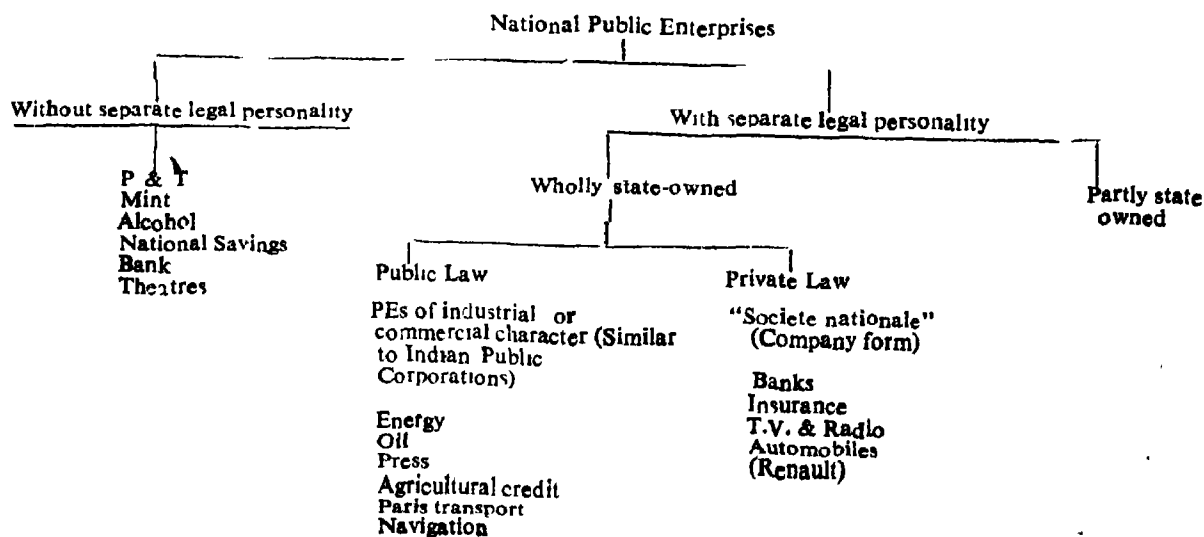 National Public Enterprises
Without separate legal personality
With separate legal personality
P & T
Mint
Alcohol
National Savings
Bank
Theatres
Wholly state-owned
Partly state
owned
Public Law
PEs of industrial or
commercial character (Similar
to Indian Public
Corporations)
Energy
Oil
Press
Agricultural credit
Paris transport
Navigation
Private Law
"Societe nationale"
(Company form)
Banks
Insurance
T.V. & Radio
Automobiles
(Renault)